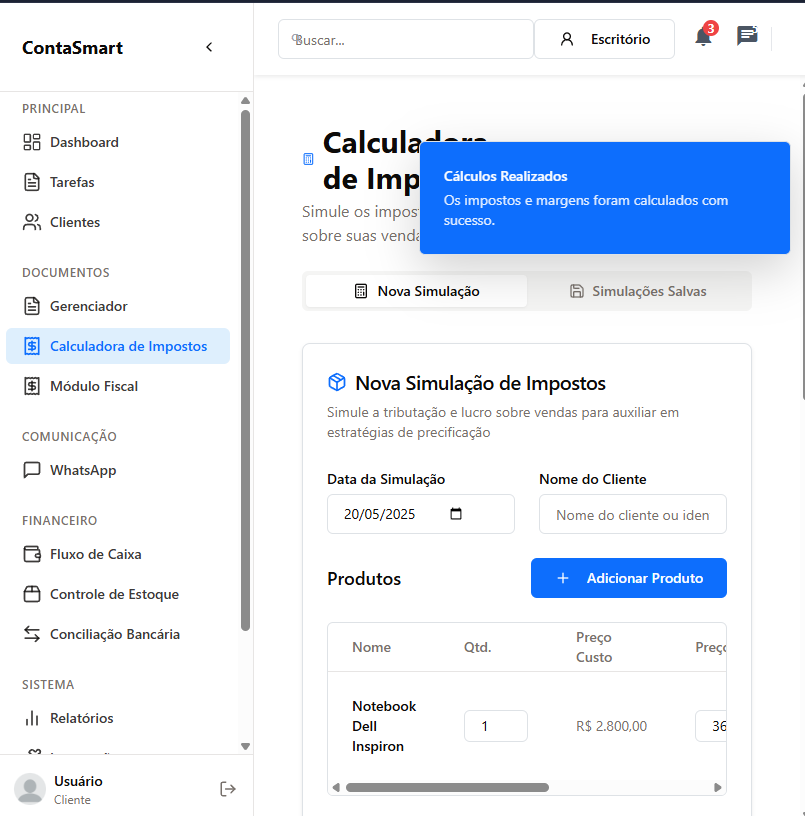 ContaSmart
PRINCIPAL
Dashboard
Tarefas
Clientes
DOCUMENTOS
Gerenciador
Calculadora de Impostos
Módulo Fiscal
COMUNICAÇÃO
WhatsApp
FINANCEIRO
Fluxo de Caixa
Controle de Estoque
Conciliação Bancária
SISTEMA
Relatórios
Usuário
Cliente
Buscar...
Escritório
3
Calculadora
de Imp
Simule os impost
sobre suas venda
Cálculos Realizados
Os impostos e margens foram calculados com
sucesso.
Nova Simulação
Simulações Salvas
Nova Simulação de Impostos
Simule a tributação e lucro sobre vendas para auxiliar em
estratégias de precificação
Data da Simulação
Nome do Cliente
20/05/2025
Nome do cliente ou iden
Produtos
+ Adicionar Produto
Nome
Qtd.
Preço
Custo
Preço
Notebook
Dell
Inspiron
1
R$ 2.800,00
36